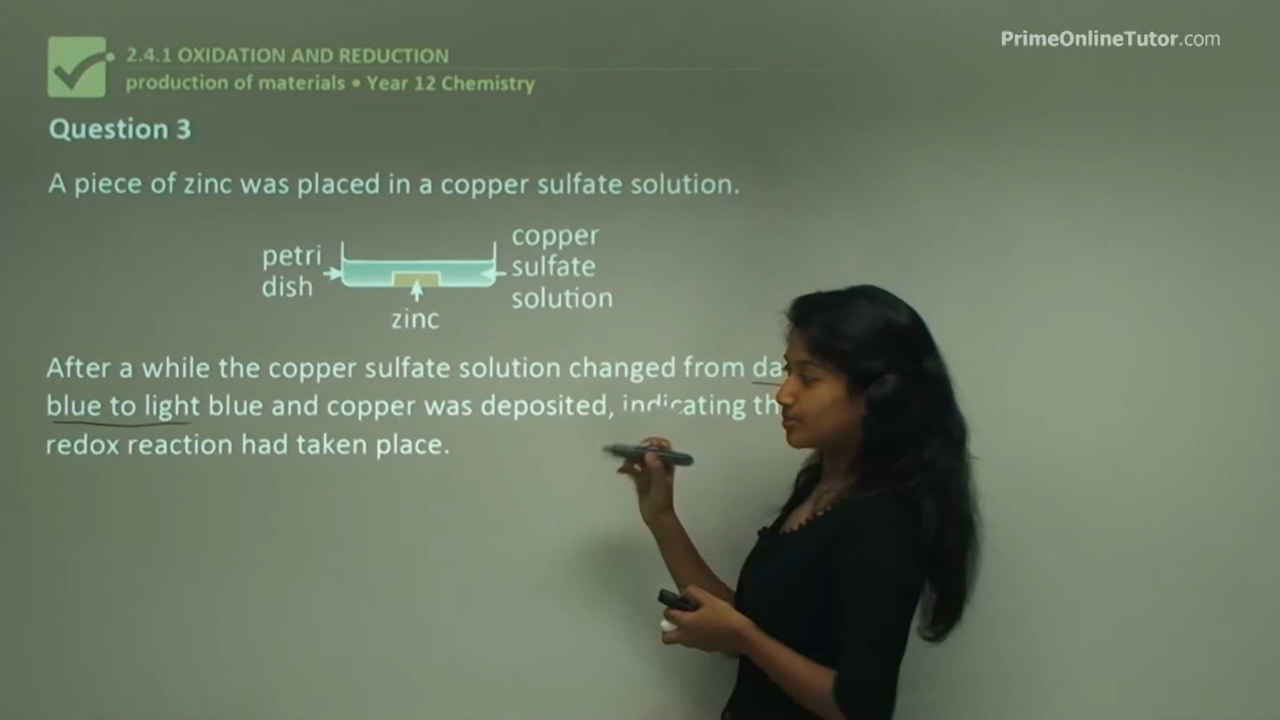 PrimeOnlineTutor.com
2.4.1 OXIDATION AND REDUCTION
production of materials • Year 12 Chemistry
Question 3
A piece of zinc was placed in a copper sulfate solution.
petri
dish
copper
sulfate
solution
zinc
After a while the copper sulfate solution changed from
blue to light blue and copper was deposited, indicating
redox reaction had taken place.